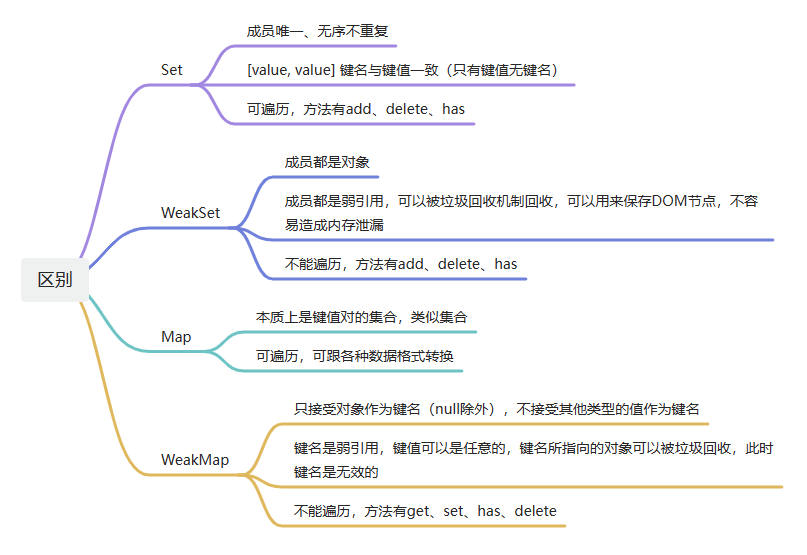 区别
Set
成员唯一、无序不重复
[value, value] 键名与键值一致（只有键值无键名）
可遍历，方法有add、delete、has
WeakSet
成员都是对象
成员都是弱引用，可以被垃圾回收机制回收，可以用来保存DOM节点，不容
易造成内存泄漏
不能遍历，方法有add、delete、has
Map
本质上是键值对的集合，类似集合
可遍历，可跟各种数据格式转换
WeakMap
只接受对象作为键名（null除外），不接受其他类型的值作为键名
键名是弱引用，键值可以是任意的，键名所指向的对象可以被垃圾回收，此时
键名是无效的
不能遍历，方法有get、set、has、delete